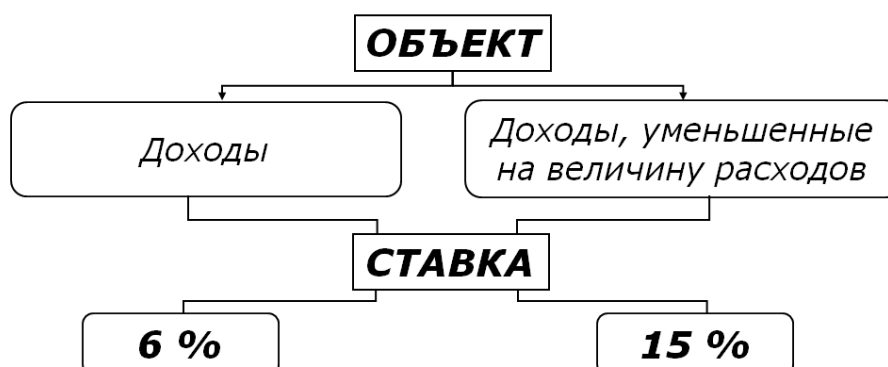 ОБЪЕКТ
Доходы
Доходы, уменьшенные
на величину расходов
СТАВКА
6 %
15 %